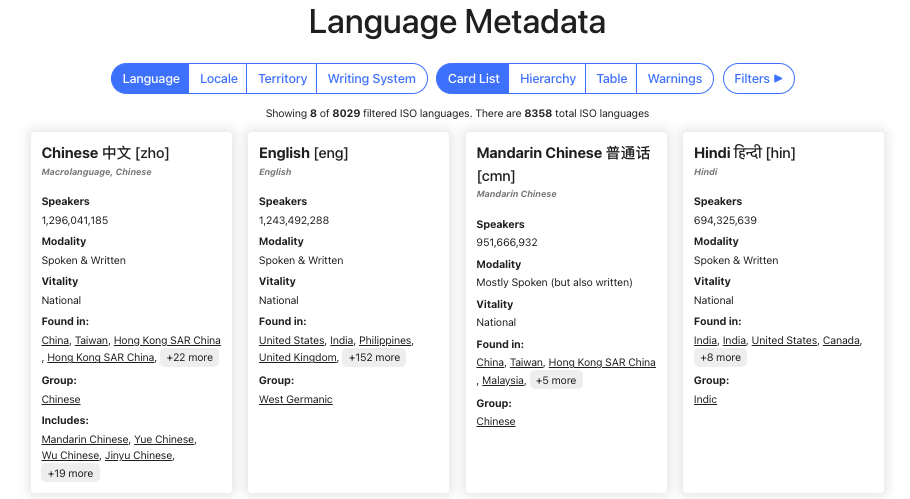 Language Metadata
Language Locale Territory Writing System Card List Hierarchy Table Warnings Filters ▶
Showing 8 of 8029 filtered ISO languages. There are 8358 total ISO languages
Chinese 中文 [zho]
Macrolanguage, Chinese
Speakers
1,296,041,185
Modality
Spoken & Written
Vitality
National
Found in:
China, Taiwan, Hong Kong SAR China
, Hong Kong SAR China, +22 more
Group:
Chinese
Includes:
Mandarin Chinese, Yue Chinese,
Wu Chinese, Jinyu Chinese,
+19 more
English [eng]
English
Speakers
1,243,492,288
Modality
Spoken & Written
Vitality
National
Found in:
United States, India, Philippines,
United Kingdom, +152 more
Group:
West Germanic
Mandarin Chinese 普通话
[cmn]
Mandarin Chinese
Speakers
951,666,932
Modality
Mostly Spoken (but also written)
Vitality
National
Found in:
China, Taiwan, Hong Kong SAR China
, Malaysia, +5 more
Group:
Chinese
Hindi हिन्दी [hin]
Hindi
Speakers
694,325,639
Modality
Spoken & Written
Vitality
National
Found in:
India, India, United States, Canada,
+8 more
Group:
Indic